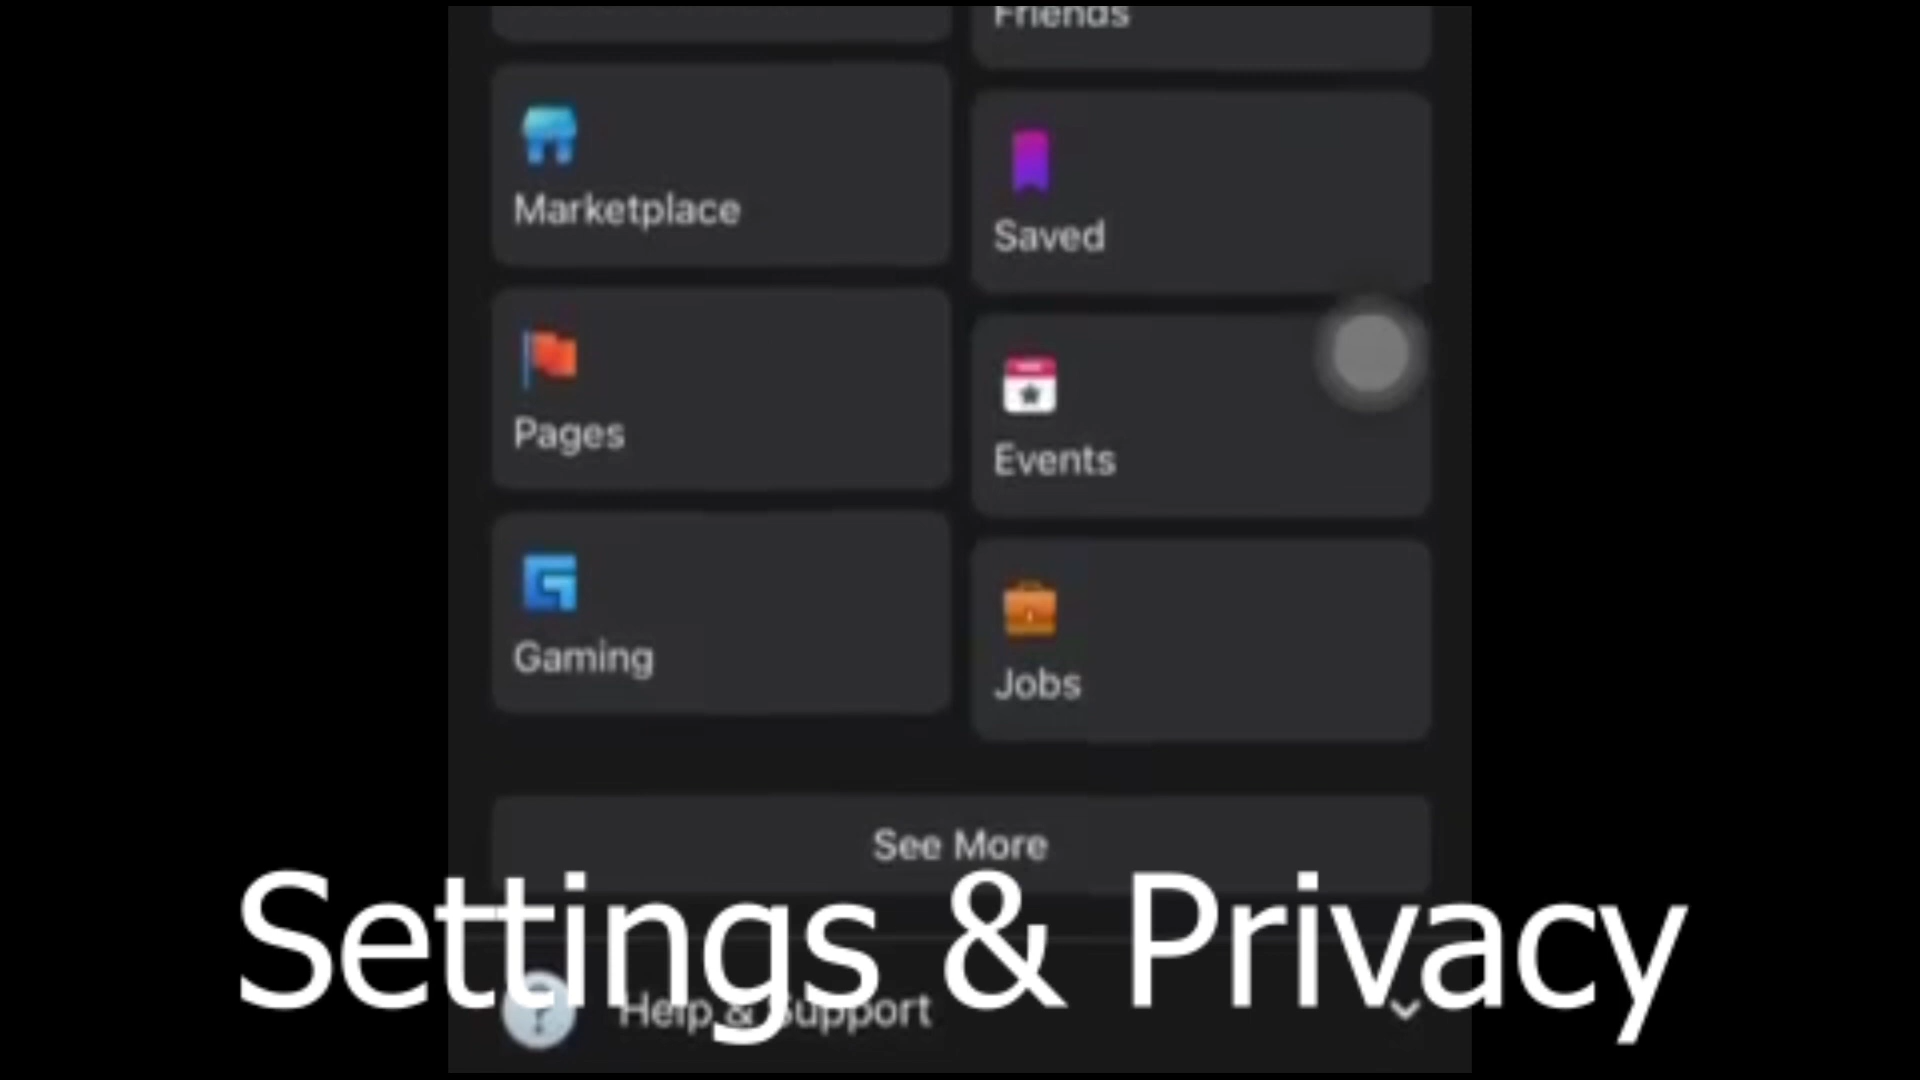 Friends
Marketplace
Saved
Pages
Events
Gaming
Jobs
See More
Settings & Privacy
Help & Support